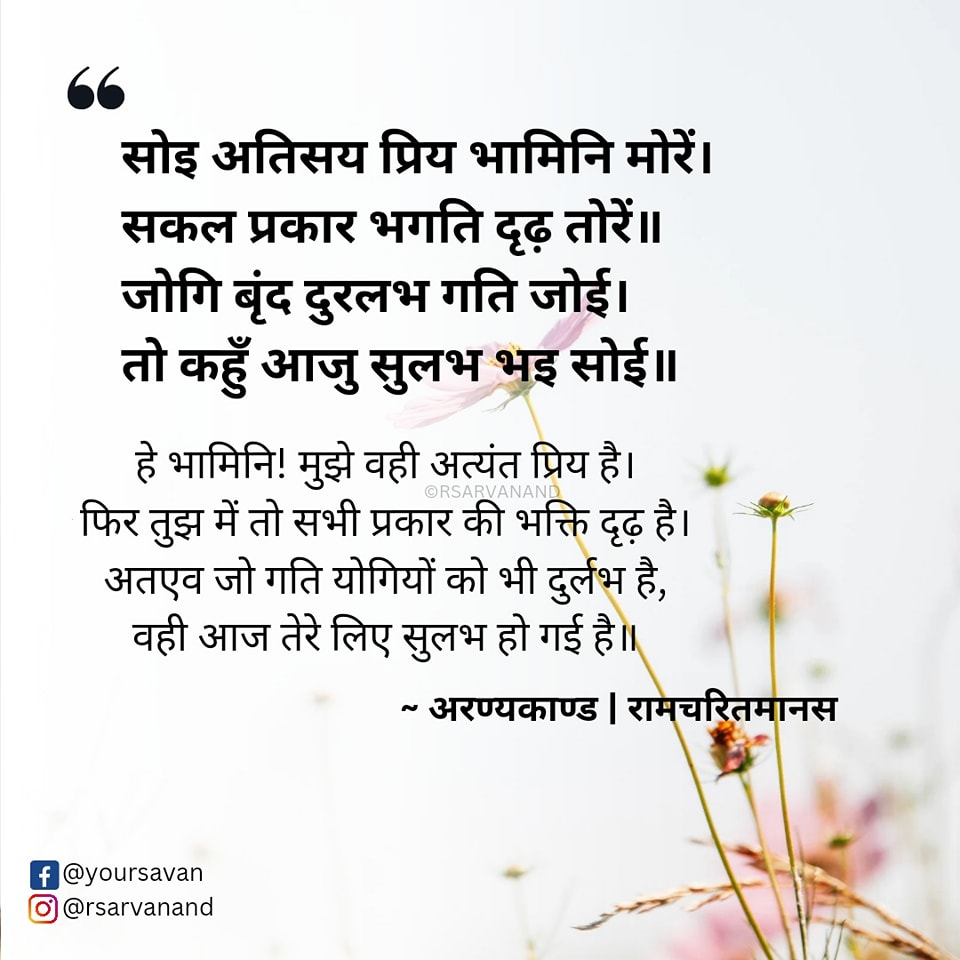 ❝
सोइ अतिसय प्रिय भामिनि मोरें।
सकल प्रकार भगति दृढ़ तोरें॥
जोगि बृंद दुरलभ गति जोई।
तो कहुँ आजु सुलभ भइ सोई॥
हे भामिनि! मुझे वही अत्यंत प्रिय है।
©RSARVANAND
फिर तुझ में तो सभी प्रकार की भक्ति दृढ़ है।
अतएव जो गति योगियों को भी दुर्लभ है,
वही आज तेरे लिए सुलभ हो गई है॥
~ अरण्यकाण्ड | रामचरितमानस
@yoursavan
@rsarvanand